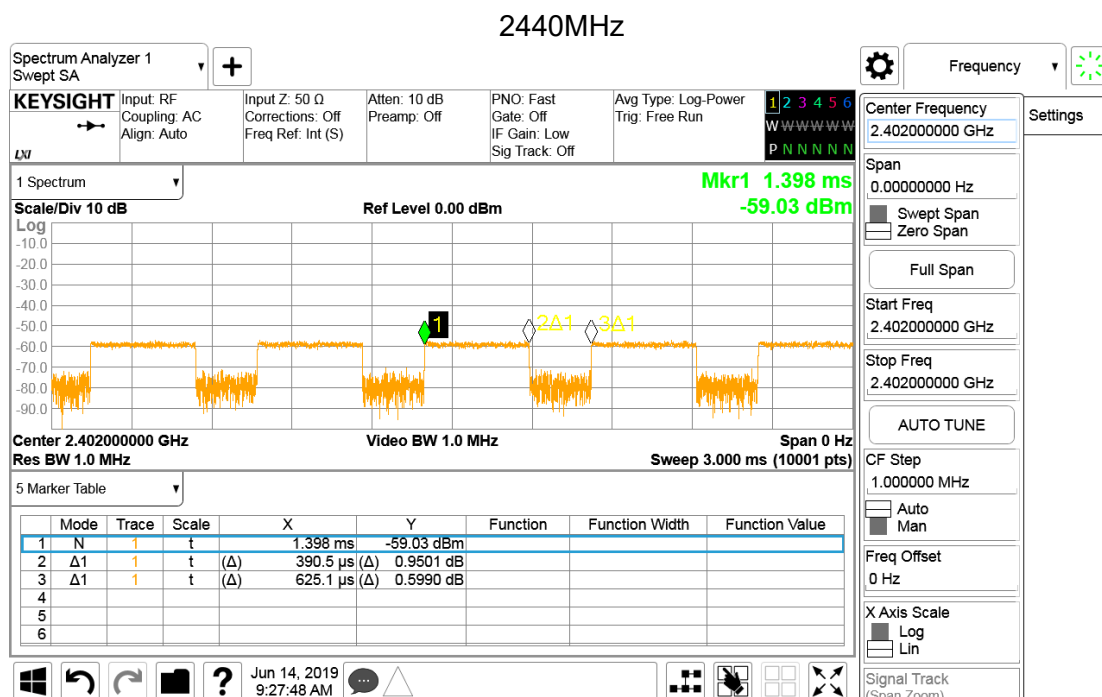 2440MHz
Spectrum Analyzer 1
Swept SA
Frequency
KEYSIGHT
LXI
Input: RF
Coupling: AC
Align: Auto
Input Z: 50 Ω
Corrections: Off
Freq Ref: Int (S)
Atten: 10 dB
Preamp: Off
PNO: Fast
Gate: Off
IF Gain: Low
Sig Track: Off
Avg Type: Log-Power
Trig: Free Run
1 2 3 4 5 6
W W W W W W
P N N N N N
1 Spectrum
Mkr1 1.398 ms
-59.03 dBm
Scale/Div 10 dB
Ref Level 0.00 dBm
Log
-10.0
-20.0
-30.0
-40.0
-50.0
-60.0
-70.0
-80.0
-90.0
1
2Δ1
3Δ1
Center 2.402000000 GHz
Video BW 1.0 MHz
Span 0 Hz
Res BW 1.0 MHz
Sweep 3.000 ms (10001 pts)
5 Marker Table
Mode Trace Scale X Y Function Function Width Function Value
1 N 1 t 1.398 ms -59.03 dBm
2 Δ1 1 t (Δ) 390.5 µs (Δ) 0.9501 dB
3 Δ1 1 t (Δ) 625.1 µs (Δ) 0.5990 dB
4
5
6
Jun 14, 2019
9:27:48 AM
Settings
Center Frequency
2.402000000 GHz
Span
0.00000000 Hz
Swept Span
Zero Span
Full Span
Start Freq
2.402000000 GHz
Stop Freq
2.402000000 GHz
AUTO TUNE
CF Step
1.000000 MHz
Auto
Man
Freq Offset
0 Hz
X Axis Scale
Log
Lin
Signal Track
(Span Zoom)